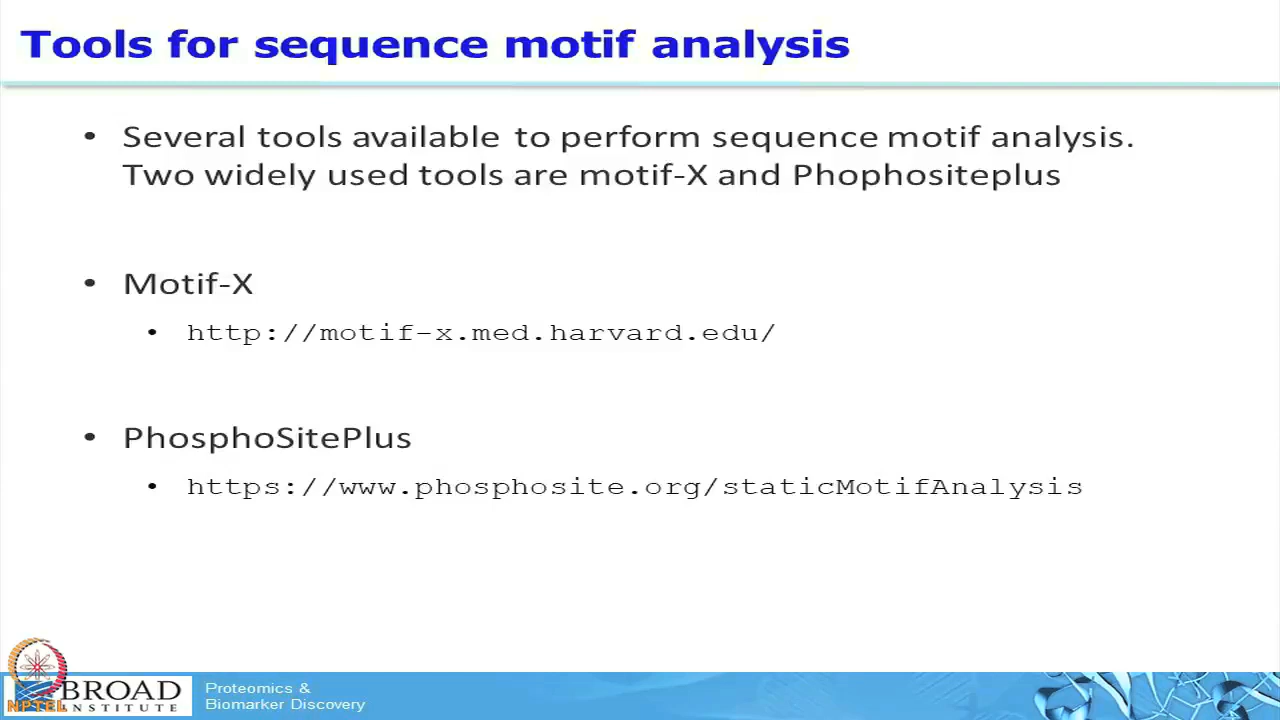 Tools for sequence motif analysis
• Several tools available to perform sequence motif analysis.
Two widely used tools are motif-X and Phophositeplus
• Motif-X
• http://motif-x.med.harvard.edu/
• PhosphoSitePlus
• https://www.phosphosite.org/staticMotifAnalysis
NPTEL
BROAD
INSTITUTE
Proteomics &
Biomarker Discovery